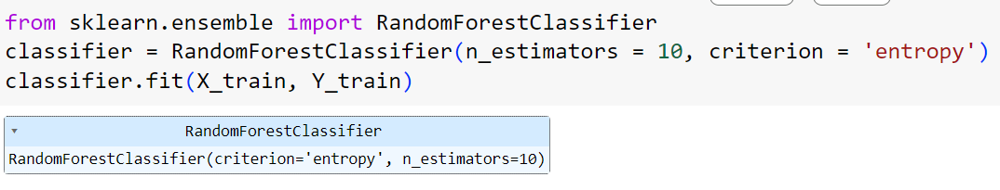 from sklearn.ensemble import RandomForestClassifier
classifier = RandomForestClassifier(n_estimators = 10, criterion = 'entropy')
classifier.fit(X_train, Y_train)
RandomForestClassifier
RandomForestClassifier(criterion='entropy', n_estimators=10)